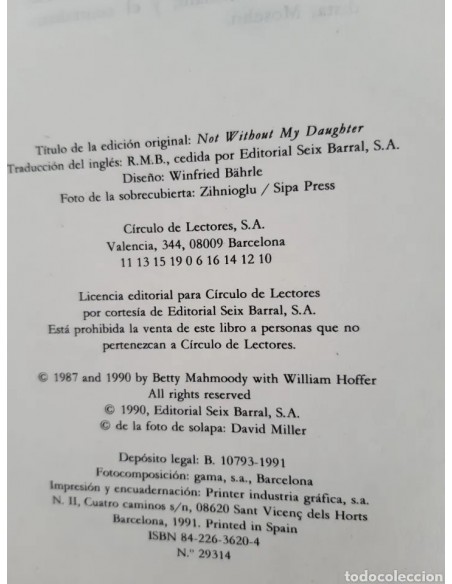 Título de la edición original: Not Without My Daughter
Traducción del inglés: R.M.B., cedida por Editorial Seix Barral, S.A.
Diseño: Winfried Bährle
Foto de la sobrecubierta: Zihnioglu / Sipa Press
Círculo de Lectores, S.A.
Valencia, 344, 08009 Barcelona
11 13 15 19 0 6 16 14 12 10
Licencia editorial para Círculo de Lectores
por cortesía de Editorial Seix Barral, S.A.
Está prohibida la venta de este libro a personas que no
pertenezcan a Círculo de Lectores.
© 1987 and 1990 by Betty Mahmoody with William Hoffer
All rights reserved
© 1990, Editorial Seix Barral, S.A.
© de la foto de solapa: David Miller
Depósito legal: B. 10793-1991
Fotocomposición: gama, s.a., Barcelona
Impresión y encuadernación: Printer industria gráfica, s.a.
N. II, Cuatro caminos s/n, 08620 Sant Vicenç dels Horts
Barcelona, 1991. Printed in Spain
ISBN 84-226-3620-4
N.º 29314
todocoleccion